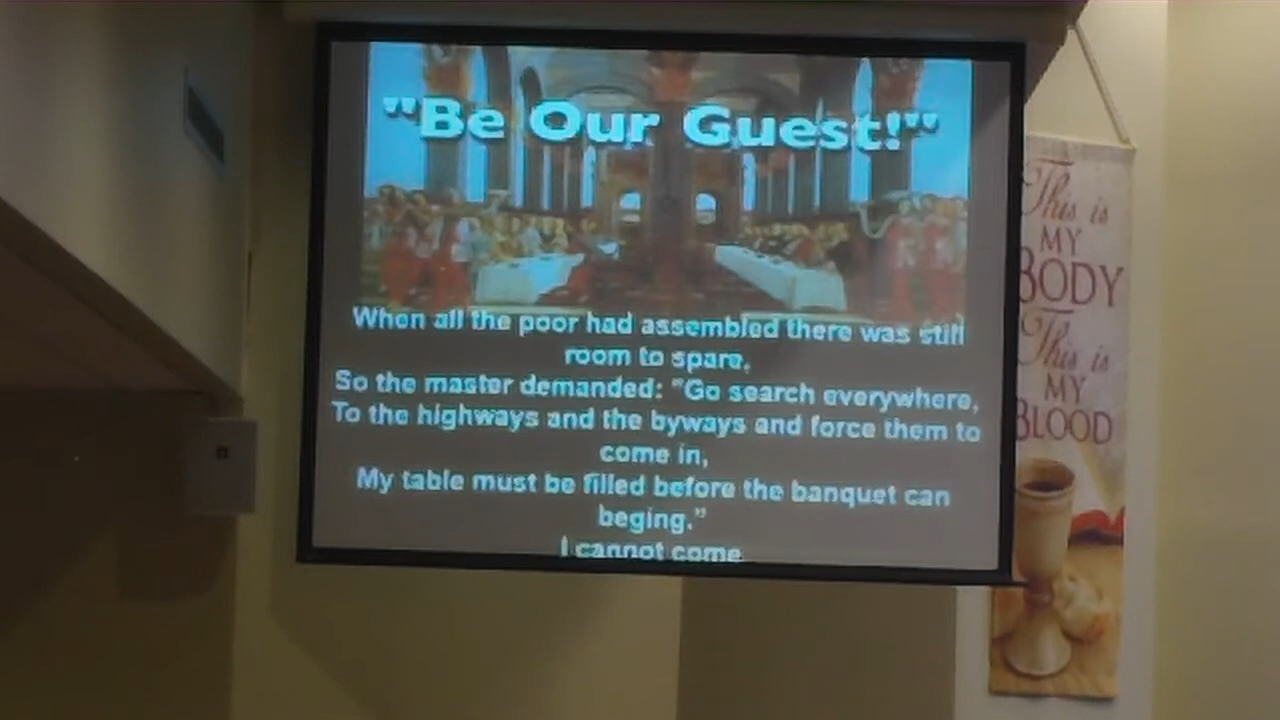 "Be Our Guest!"
When all the poor had assembled there was still
room to spare,
So the master demanded: "Go search everywhere,
To the highways and the byways and force them to
come in,
My table must be filled before the banquet can
beging."
I cannot come
This is
MY
BODY
This is
MY
BLOOD